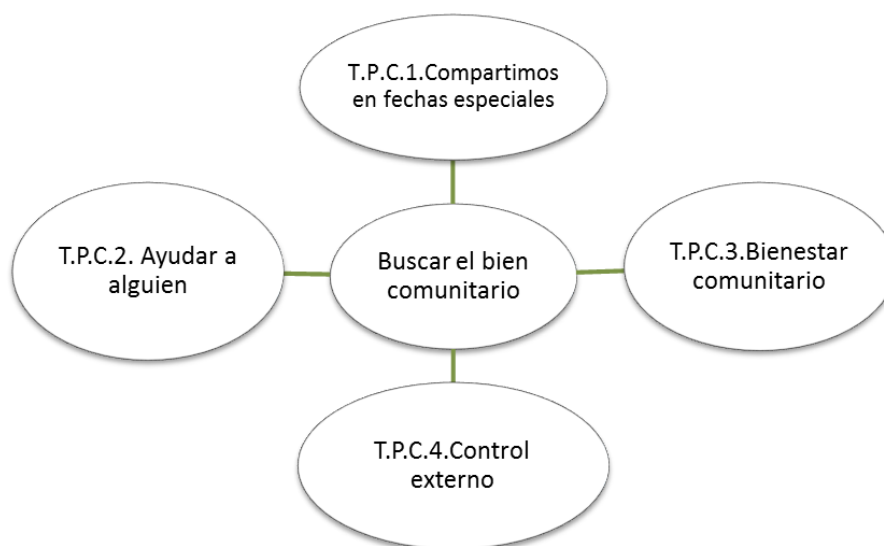 T.P.C.1.Compartimos
en fechas especiales
T.P.C.2. Ayudar a
alguien
Buscar el bien
comunitario
T.P.C.3.Bienestar
comunitario
T.P.C.4.Control
externo